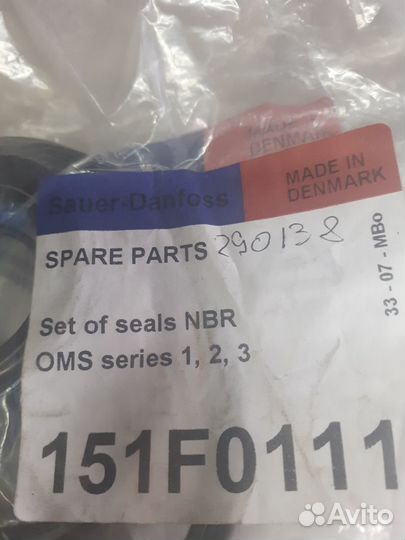 MADE IN
DENMARK
Sauer-Danfoss
MADE IN
DENMARK
SPARE PARTS 290138
33 - 07 - MBo
Set of seals NBR
OMS series 1, 2, 3
151F0111
Avito